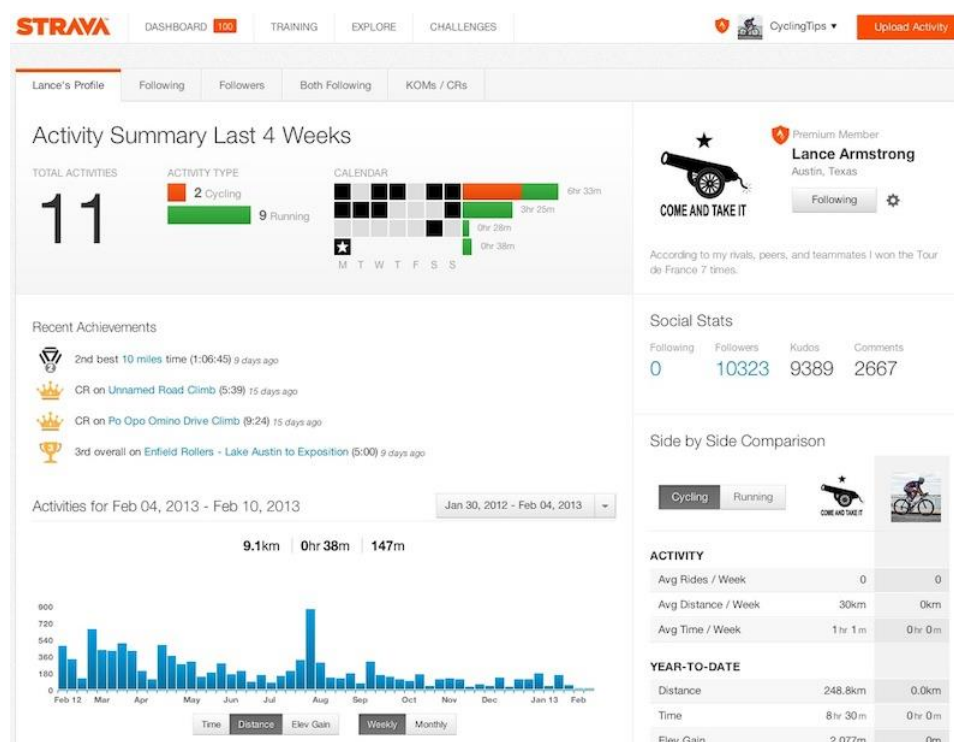 STRAVA DASHBOARD 100 TRAINING EXPLORE CHALLENGES CyclingTips Upload Activity
Lance's Profile Following Followers Both Following KOMs / CRs
Activity Summary Last 4 Weeks
TOTAL ACTIVITIES
11
ACTIVITY TYPE
2 Cycling
9 Running
CALENDAR
6hr 33m
3hr 25m
0hr 28m
0hr 38m
M T W T F S S
COME AND TAKE IT
Premium Member
Lance Armstrong
Austin, Texas
Following
According to my rivals, peers, and teammates I won the Tour
de France 7 times.
Recent Achievements
2
2nd best 10 miles time (1:06:45) 9 days ago
CR on Unnamed Road Climb (5:39) 15 days ago
CR on Po Opo Omino Drive Climb (9:24) 15 days ago
3
3rd overall on Enfield Rollers - Lake Austin to Exposition (5:00) 9 days ago
Social Stats
Following Followers Kudos Comments
0 10323 9389 2667
Activities for Feb 04, 2013 - Feb 10, 2013 Jan 30, 2012 - Feb 04, 2013
9.1km 0hr 38m 147m
900
720
540
360
180
0
Feb 12 Mar Apr May Jun Jul Aug Sep Oct Nov Dec Jan 13 Feb
Time Distance Elev Gain Weekly Monthly
Side by Side Comparison
Cycling Running
COME AND TAKE IT
ACTIVITY
Avg Rides / Week 0 0
Avg Distance / Week 30km 0km
Avg Time / Week 1hr 1m 0hr 0m
YEAR-TO-DATE
Distance 248.8km 0.0km
Time 8hr 30m 0hr 0m
Elev Gain 2,077m 0m